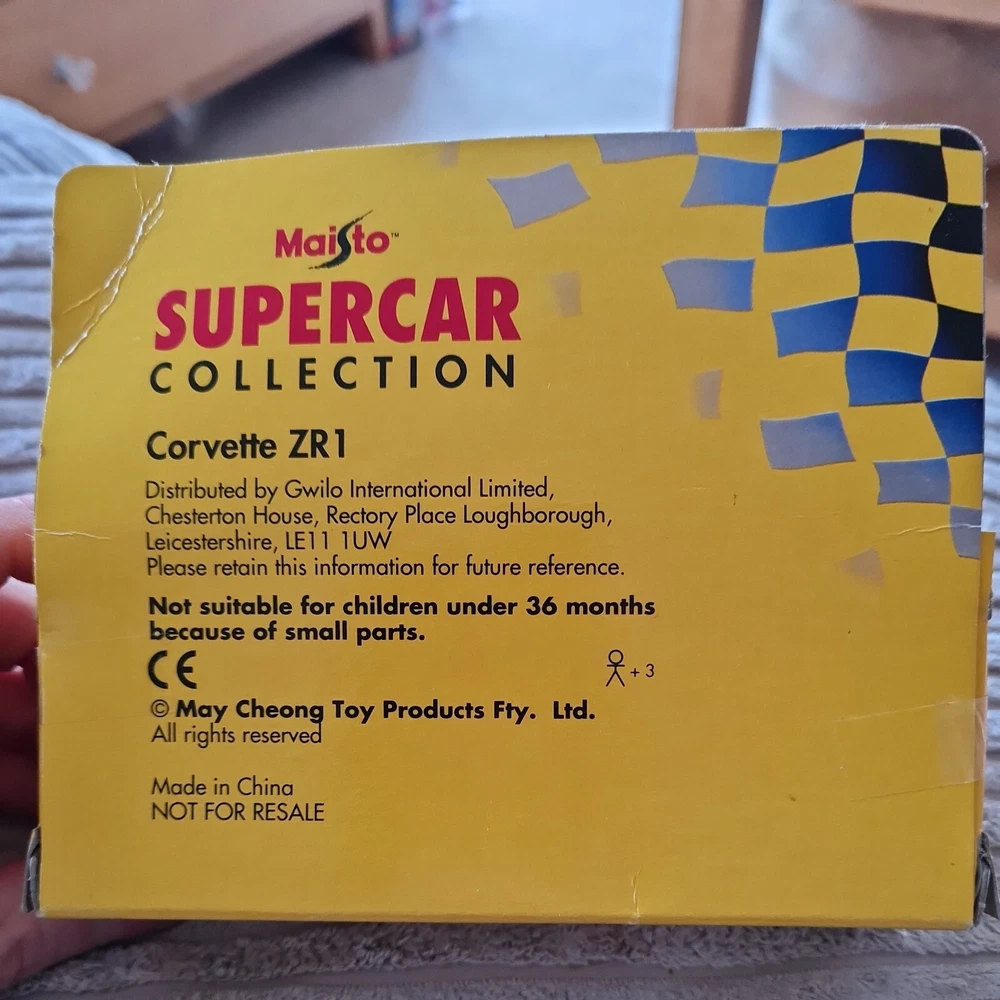 Maisto™
SUPERCAR
COLLECTION
Corvette ZR1
Distributed by Gwilo International Limited,
Chesterton House, Rectory Place Loughborough,
Leicestershire, LE11 1UW
Please retain this information for future reference.
Not suitable for children under 36 months
because of small parts.
CE
+ 3
© May Cheong Toy Products Fty. Ltd.
All rights reserved
Made in China
NOT FOR RESALE